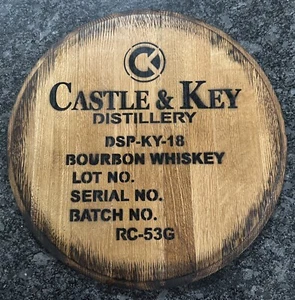 CK
CASTLE & KEY
DISTILLERY
DSP-KY-18
BOURBON WHISKEY
LOT NO.
SERIAL NO.
BATCH NO.
RC-53G